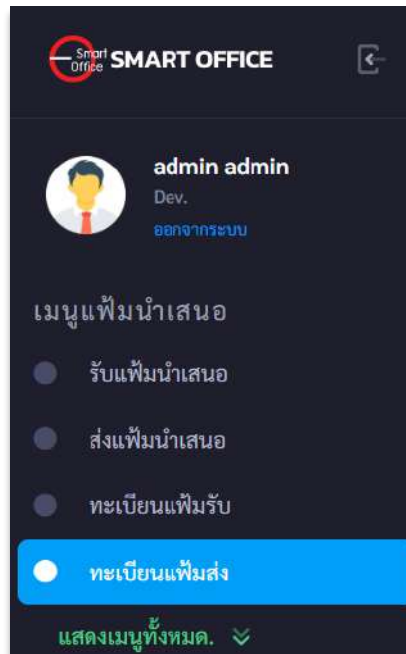 Smart
Office
SMART OFFICE
admin admin
Dev.
ออกจากระบบ
เมนูแฟ้มนำเสนอ
รับแฟ้มนำเสนอ
ส่งแฟ้มนำเสนอ
ทะเบียนแฟ้มรับ
ทะเบียนแฟ้มส่ง
แสดงเมนูทั้งหมด.